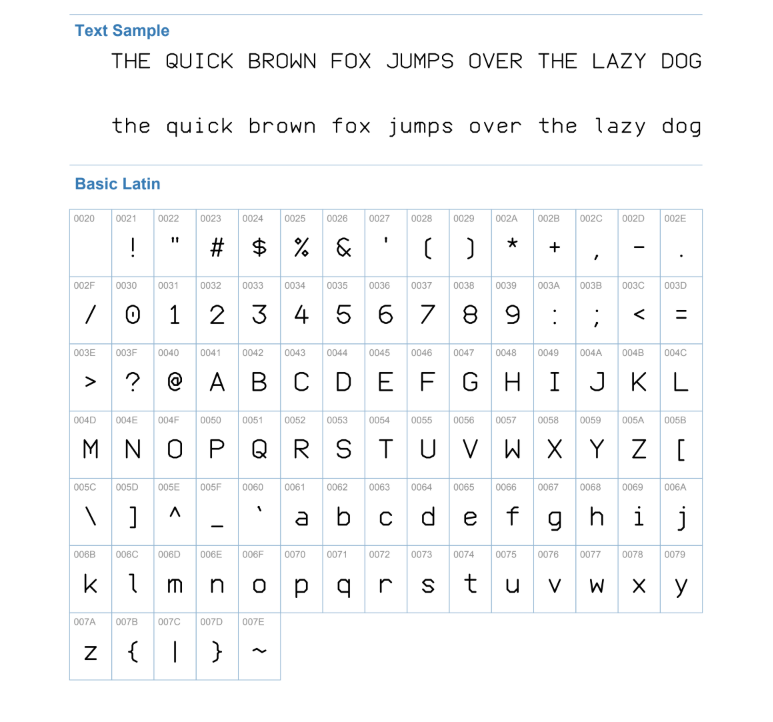 Text Sample
THE QUICK BROWN FOX JUMPS OVER THE LAZY DOG
the quick brown fox jumps over the lazy dog
Basic Latin
0020 0021 0022 0023 0024 0025 0026 0027 0028 0029 002A 002B 002C 002D 002E
! " # $ % & ' ( ) * + , - .
002F 0030 0031 0032 0033 0034 0035 0036 0037 0038 0039 003A 003B 003C 003D
/ 0 1 2 3 4 5 6 7 8 9 : ; < =
003E 003F 0040 0041 0042 0043 0044 0045 0046 0047 0048 0049 004A 004B 004C
> ? @ A B C D E F G H I J K L
004D 004E 004F 0050 0051 0052 0053 0054 0055 0056 0057 0058 0059 005A 005B
M N O P Q R S T U V W X Y Z [
005C 005D 005E 005F 0060 0061 0062 0063 0064 0065 0066 0067 0068 0069 006A
\ ] ^ _ ` a b c d e f g h i j
006B 006C 006D 006E 006F 0070 0071 0072 0073 0074 0075 0076 0077 0078 0079
k l m n o p q r s t u v w x y
007A 007B 007C 007D 007E
z { | } ~